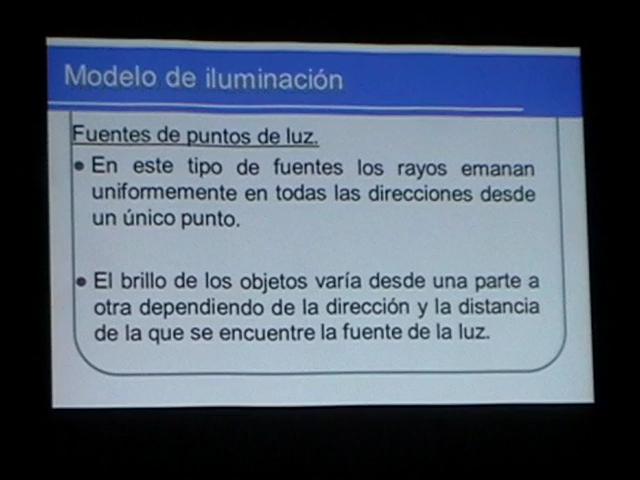 Modelo de iluminación
Fuentes de puntos de luz.
• En este tipo de fuentes los rayos emanan
uniformemente en todas las direcciones desde
un único punto.
• El brillo de los objetos varía desde una parte a
otra dependiendo de la dirección y la distancia
de la que se encuentre la fuente de la luz.